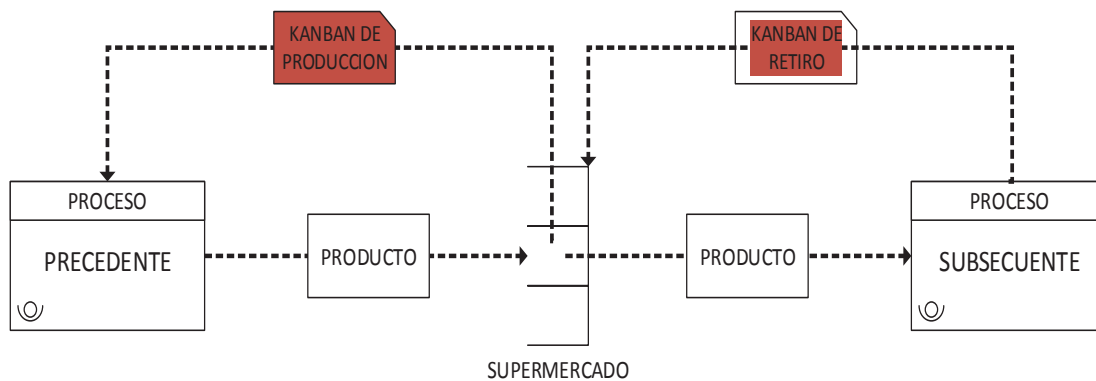 KANBAN DE
PRODUCCION
KANBAN DE
RETIRO
PROCESO
PRECEDENTE
PRODUCTO
PRODUCTO
PROCESO
SUBSECUENTE
SUPERMERCADO